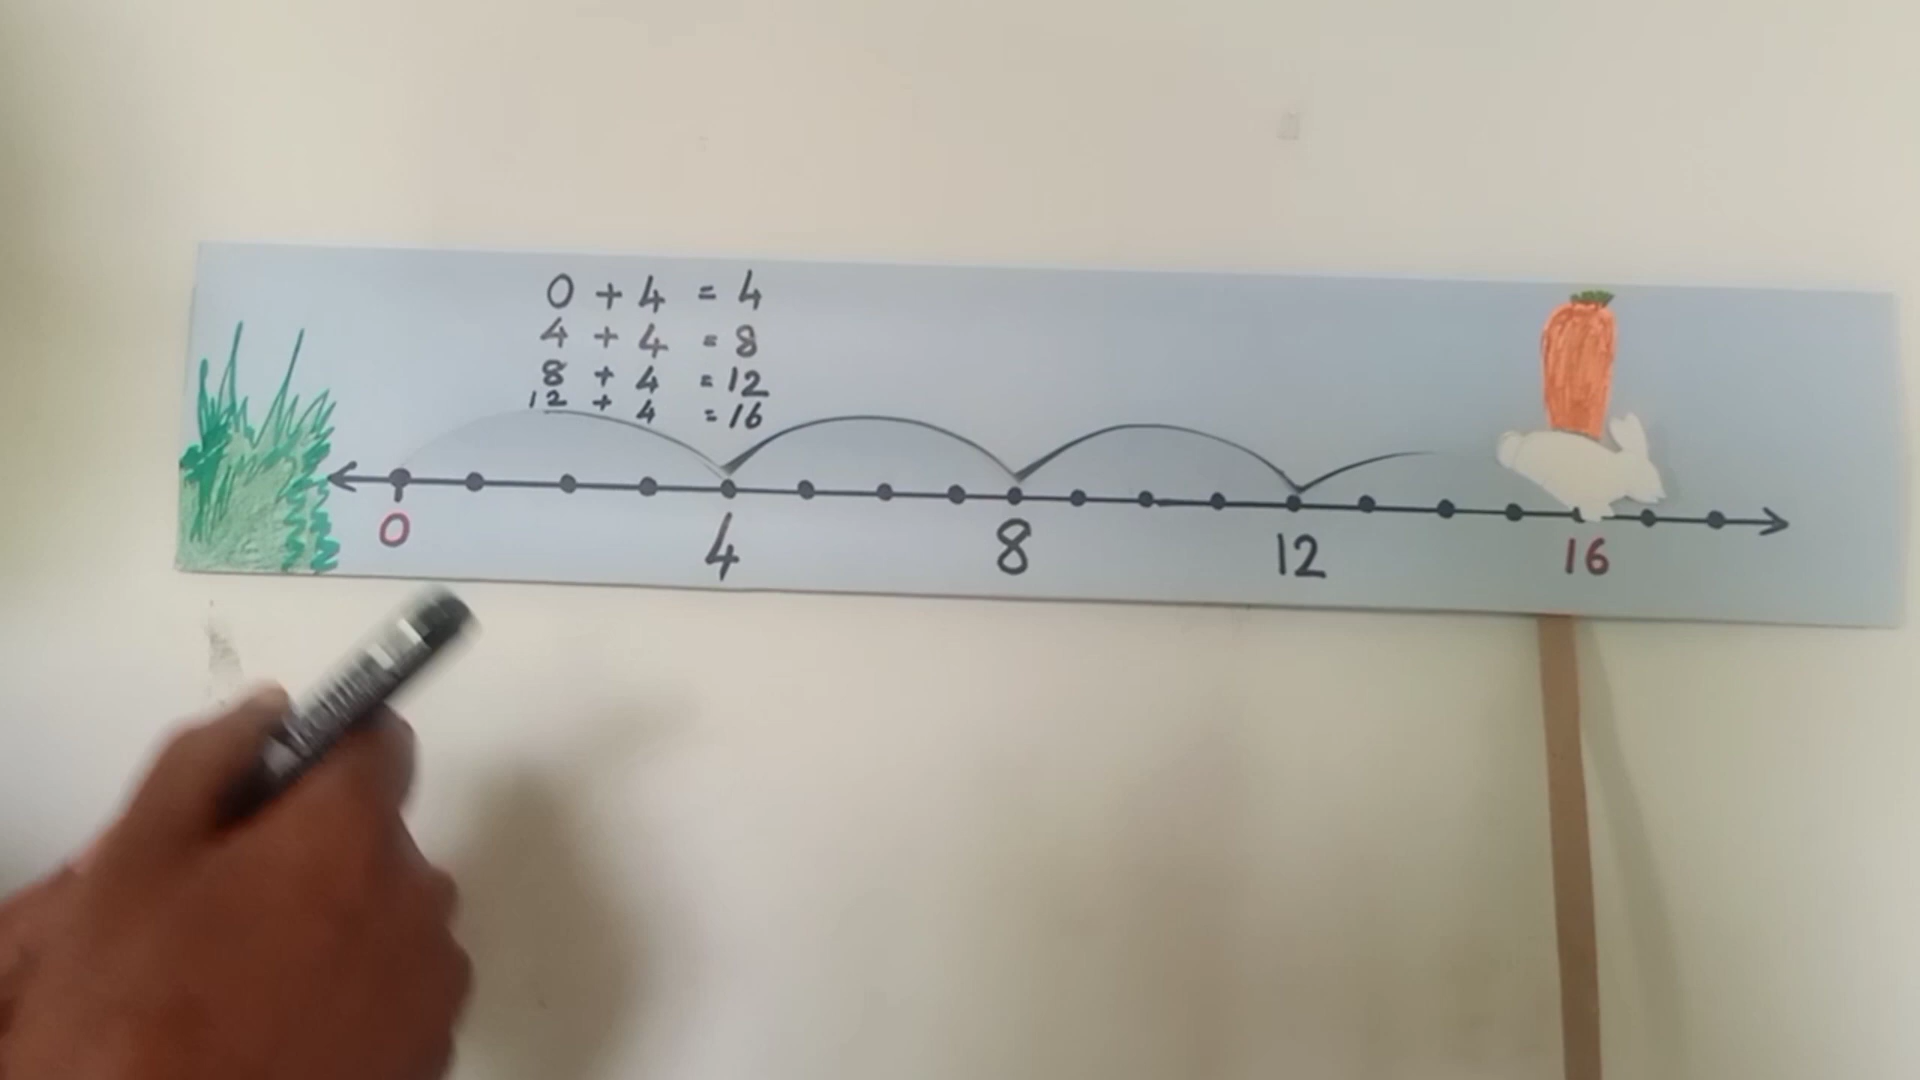 0 + 4 = 4
4 + 4 = 8
8 + 4 = 12
12 + 4 = 16
0 4 8 12 16